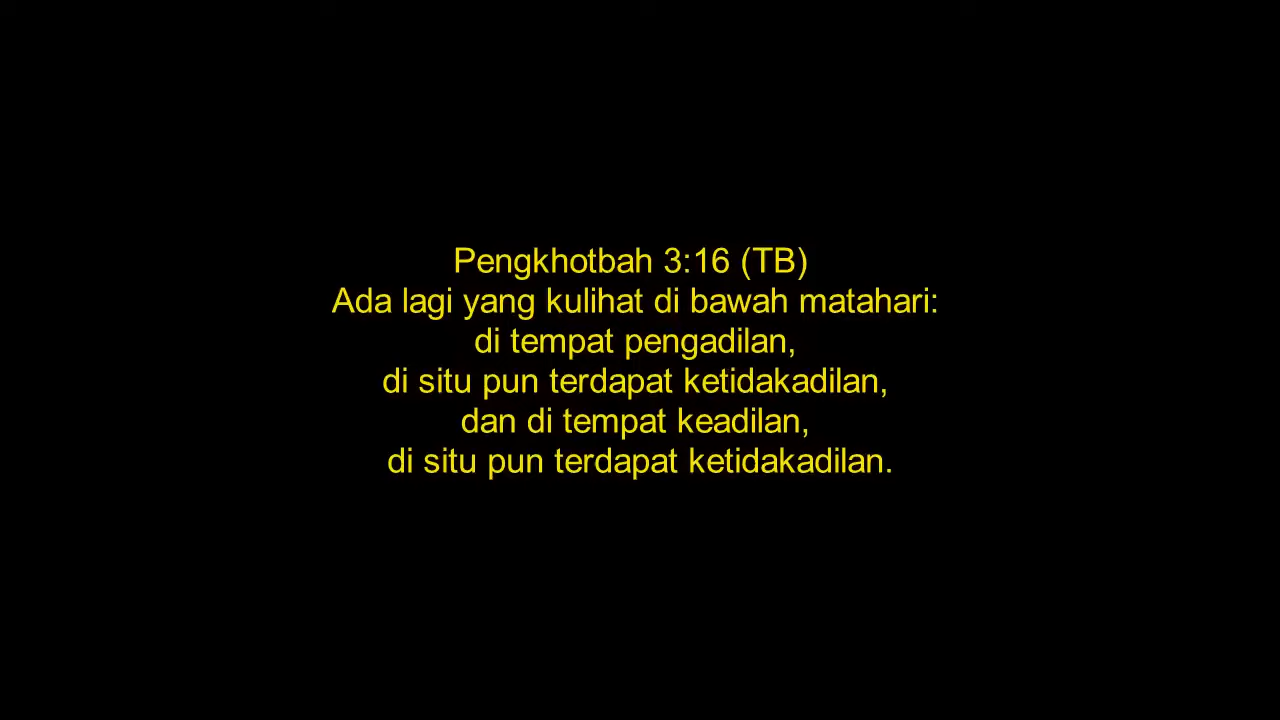 Pengkhotbah 3:16 (TB)
Ada lagi yang kulihat di bawah matahari:
di tempat pengadilan,
di situ pun terdapat ketidakadilan,
dan di tempat keadilan,
di situ pun terdapat ketidakadilan.